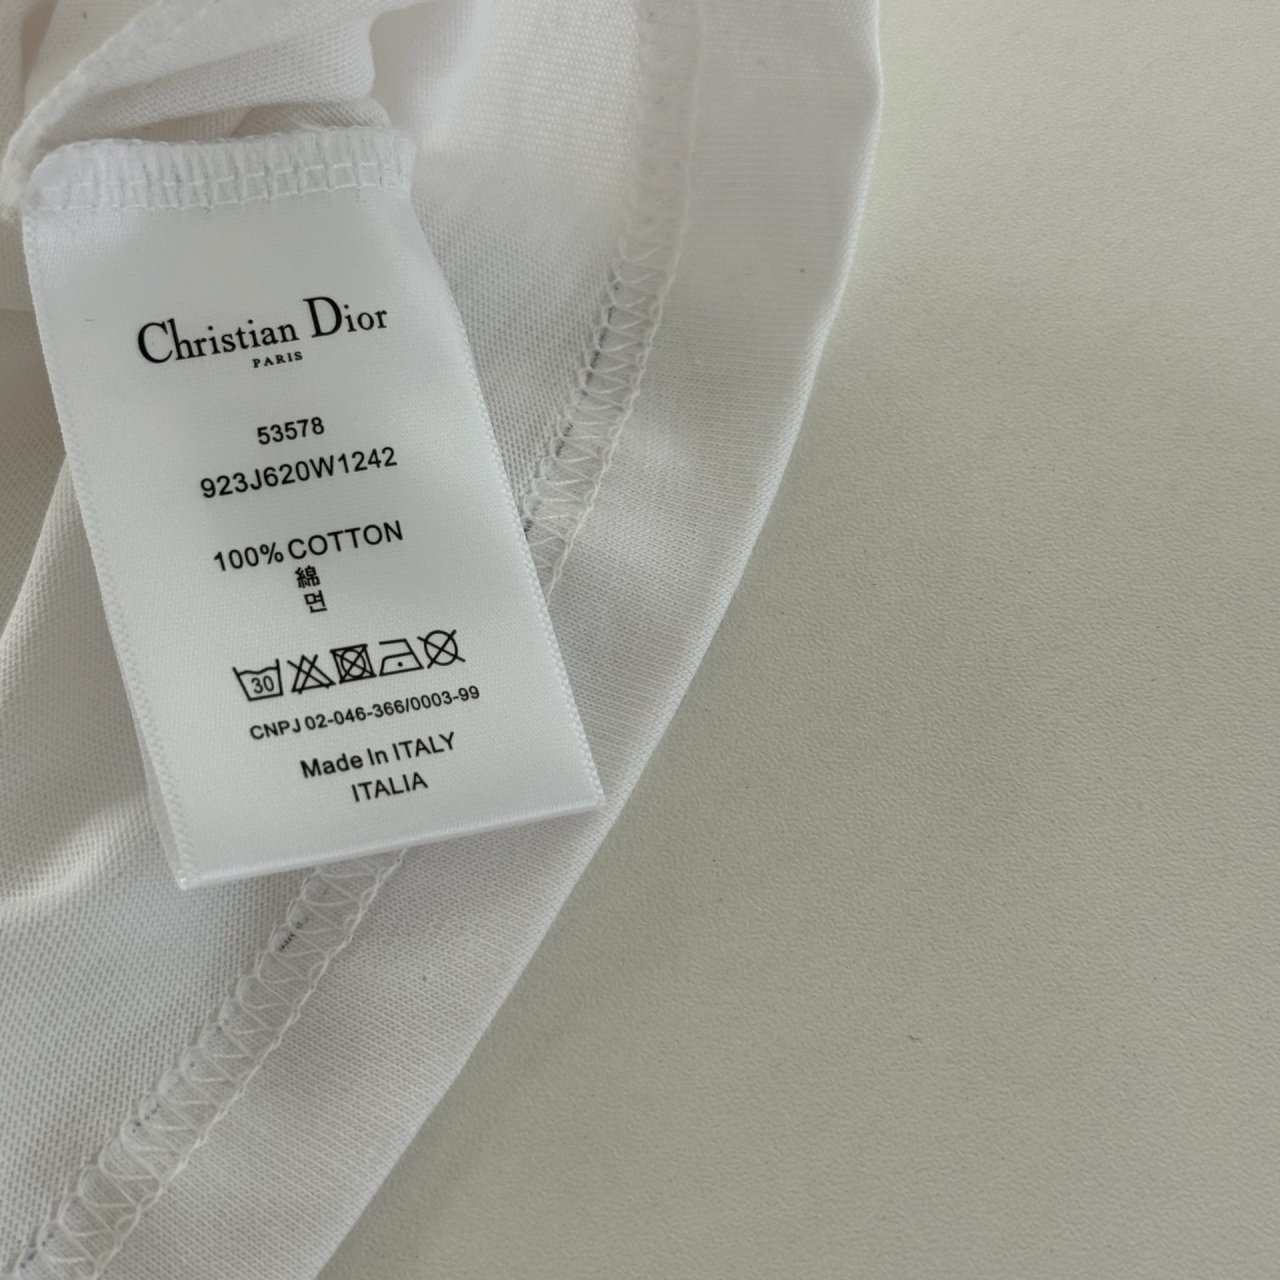 Christian Dior
PARIS
53578
923J620W1242
100% COTTON
綿
면
30
CNPJ 02-046-366/0003-99
Made In ITALY
ITALIA